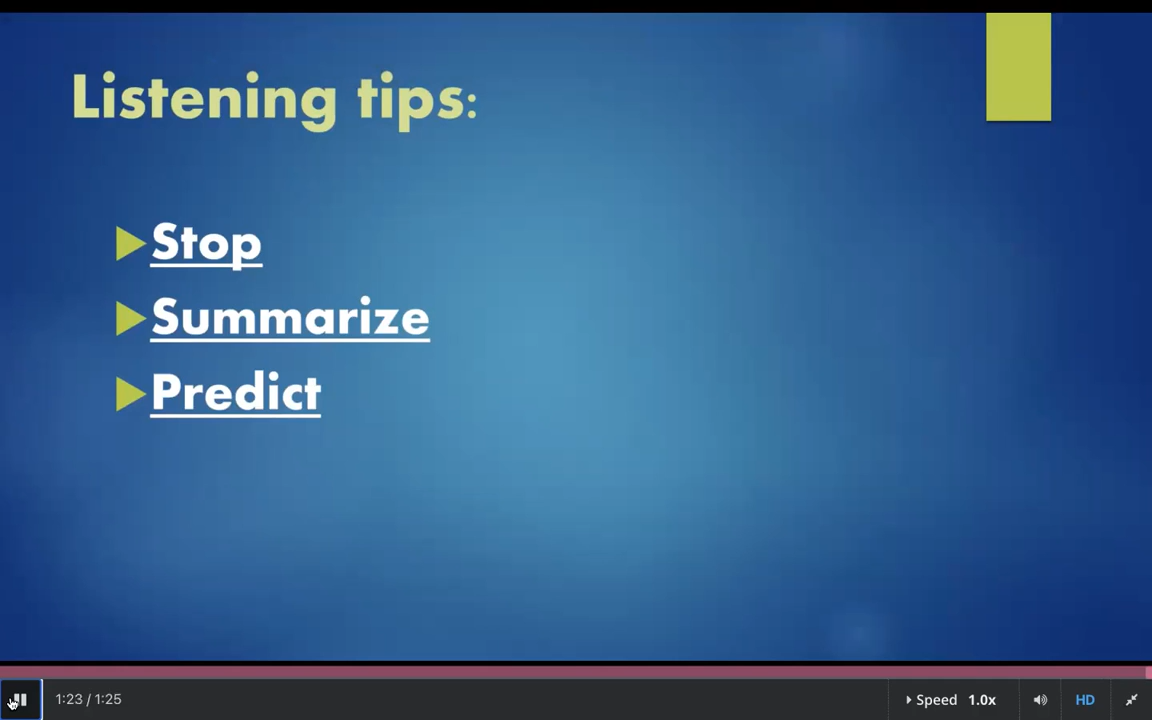 Listening tips:
Stop
Summarize
Predict
1:23 / 1:25
Speed 1.0x
HD